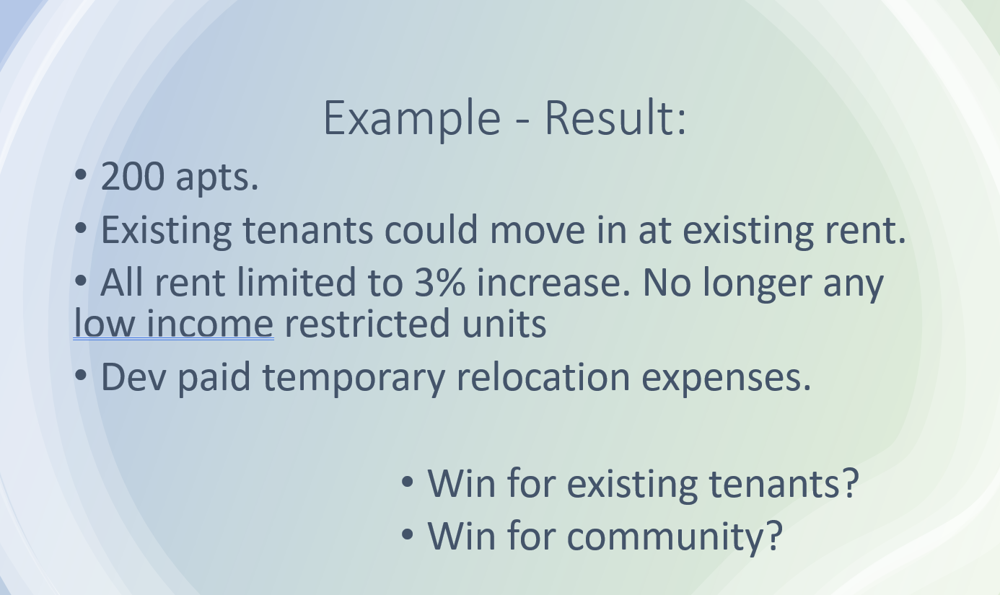 Example - Result:
• 200 apts.
• Existing tenants could move in at existing rent.
• All rent limited to 3% increase. No longer any
low income restricted units
• Dev paid temporary relocation expenses.
• Win for existing tenants?
• Win for community?